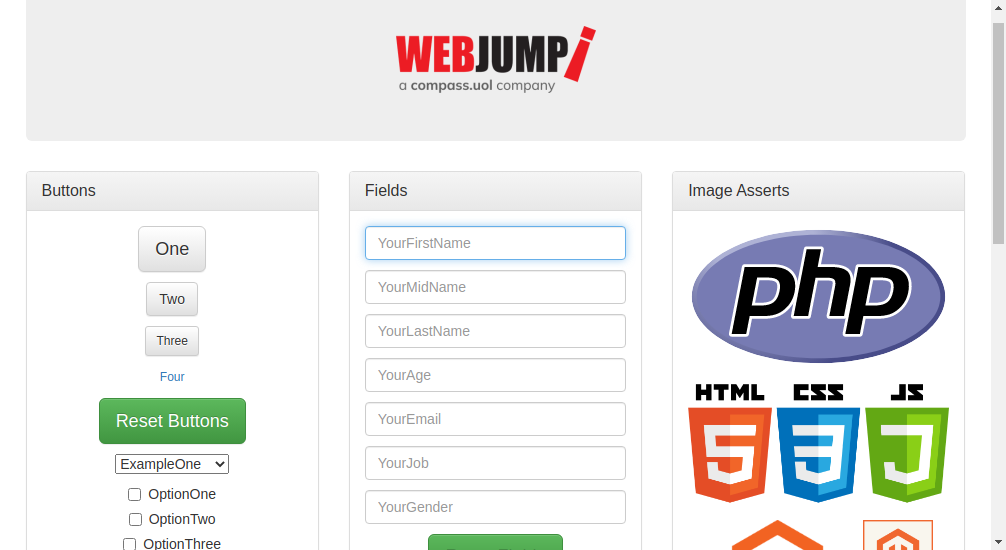 WEBJUMP!
a compass.uol company
Buttons
One
Two
Three
Four
Reset Buttons
ExampleOne
OptionOne
OptionTwo
OptionThree
Fields
YourFirstName
YourMidName
YourLastName
YourAge
YourEmail
YourJob
YourGender
Image Asserts
php
HTML CSS JS
5 3